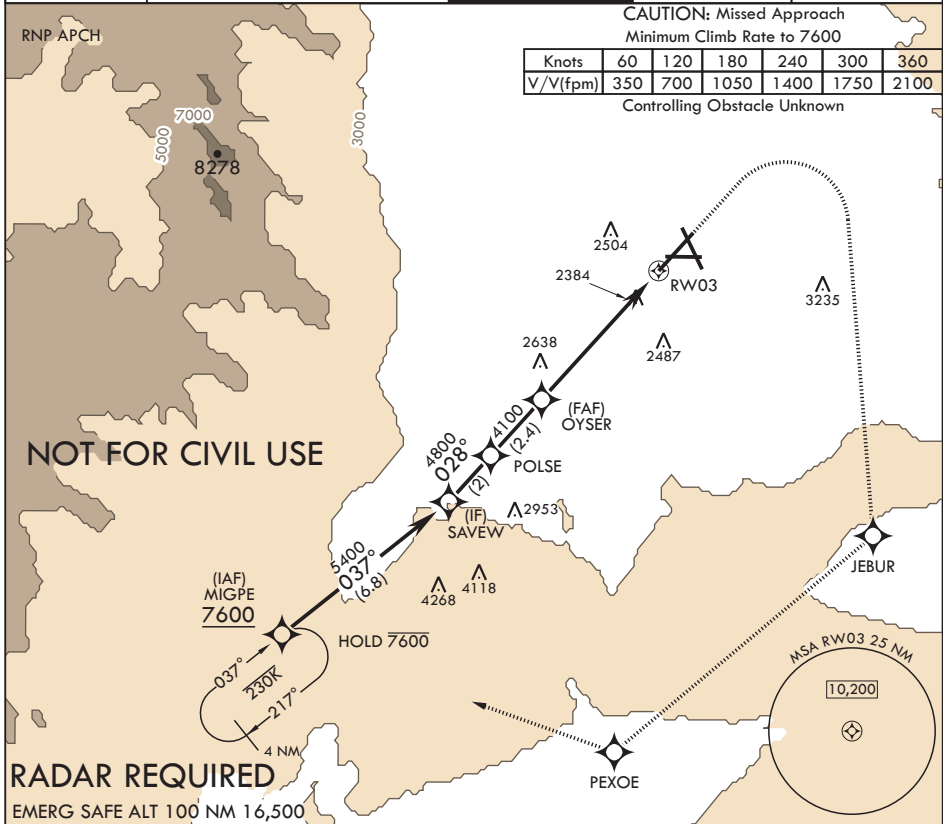 RNP APCH
CAUTION: Missed Approach
Minimum Climb Rate to 7600
Knots 60 120 180 240 300 360
V/V(fpm) 350 700 1050 1400 1750 2100
Controlling Obstacle Unknown
7000
5000
3000
8278
2504
2384
RW03
3235
2638
2487
(FAF)
OYSER
4100
(2.4)
NOT FOR CIVIL USE
4800
028°
(2)
POLSE
(IF)
SAVEW
2953
5400
037°
(6.8)
JEBUR
(IAF)
MIGPE
7600
4268
4118
HOLD 7600
MSA RW03 25 NM
10,200
037°
230K
217°
4 NM
PEXOE
RADAR REQUIRED
EMERG SAFE ALT 100 NM 16,500